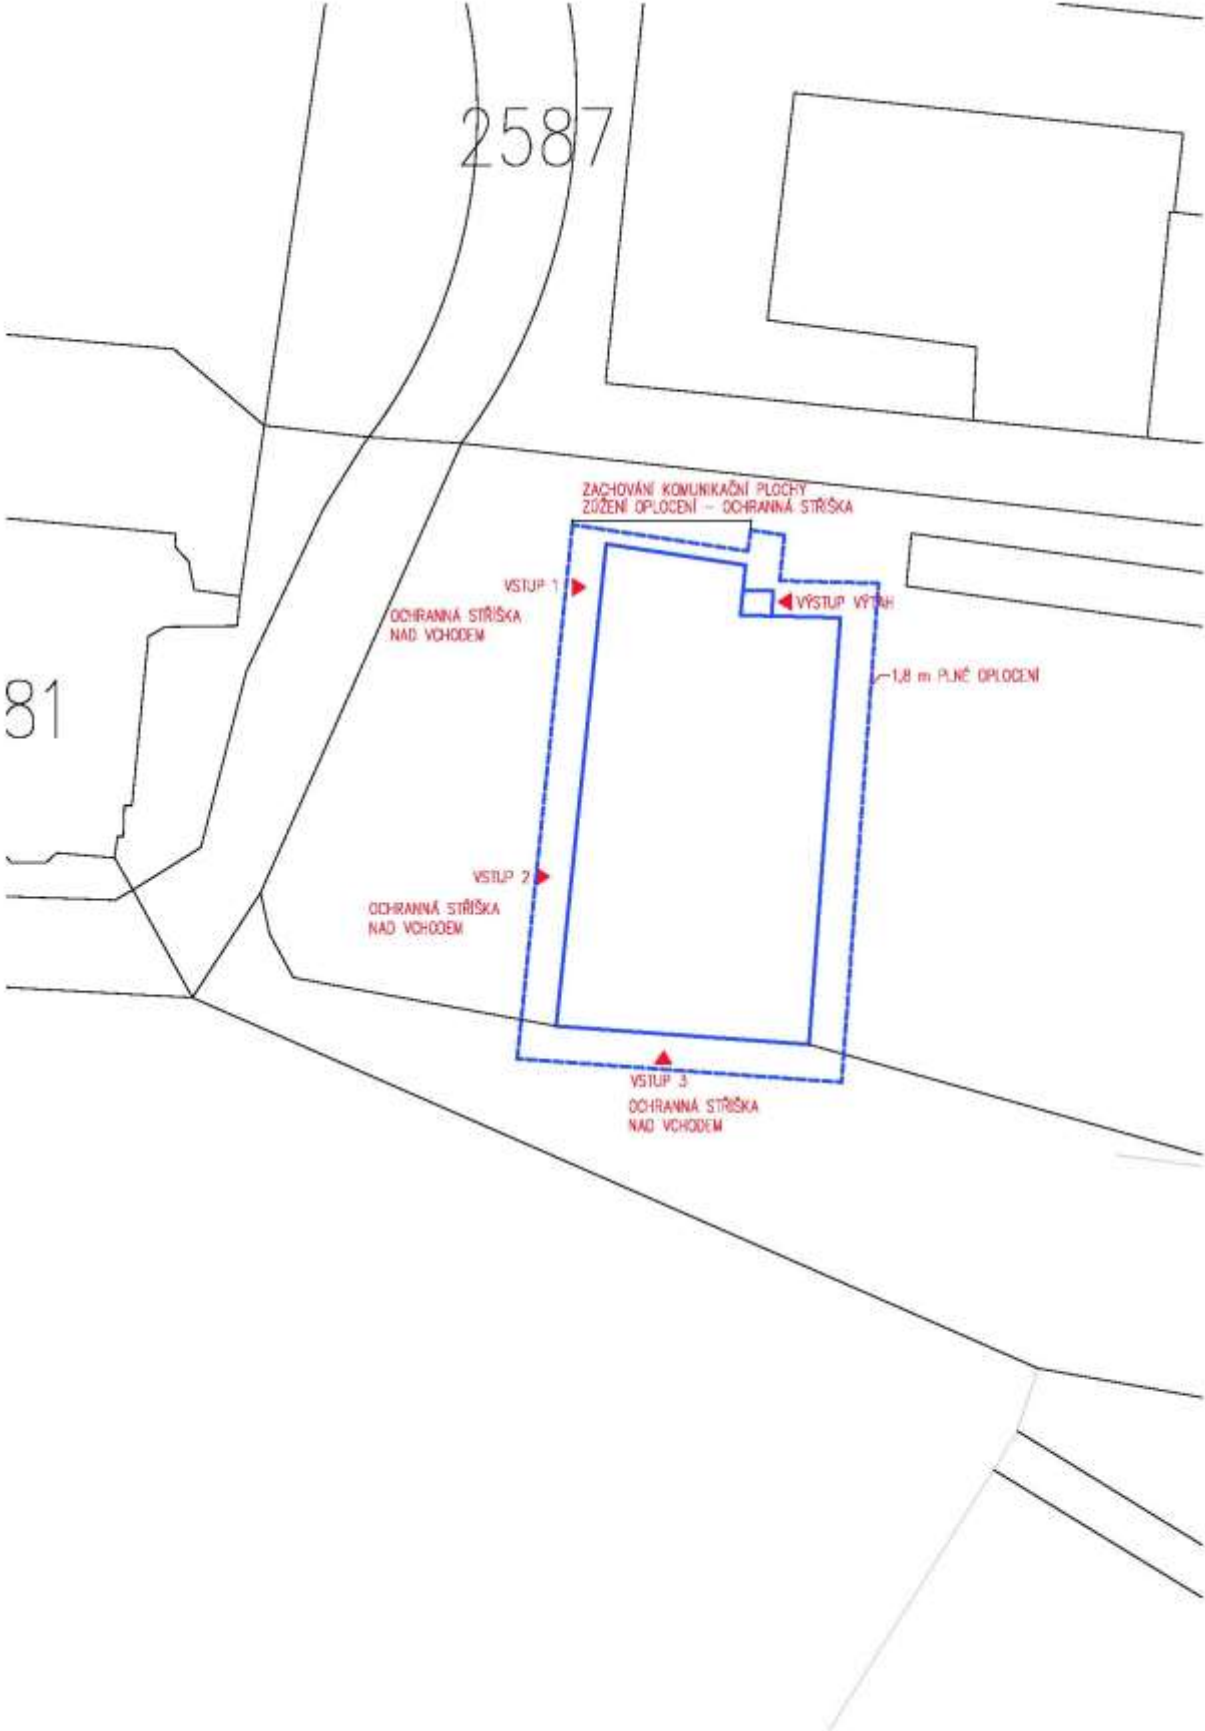 2587
ZACHOVÁNÍ KOMUNIKAČNÍ PLOCHY
ZÚŽENÍ OPLOCENÍ - OCHRANNÁ STŘÍŠKA
VSTUP 1
VÝSTUP VÝTAH
OCHRANNÁ STŘÍŠKA
NAD VCHODEM
1,8 m PLNÉ OPLOCENÍ
81
VSTUP 2
OCHRANNÁ STŘÍŠKA
NAD VCHODEM
VSTUP 3
OCHRANNÁ STŘÍŠKA
NAD VCHODEM